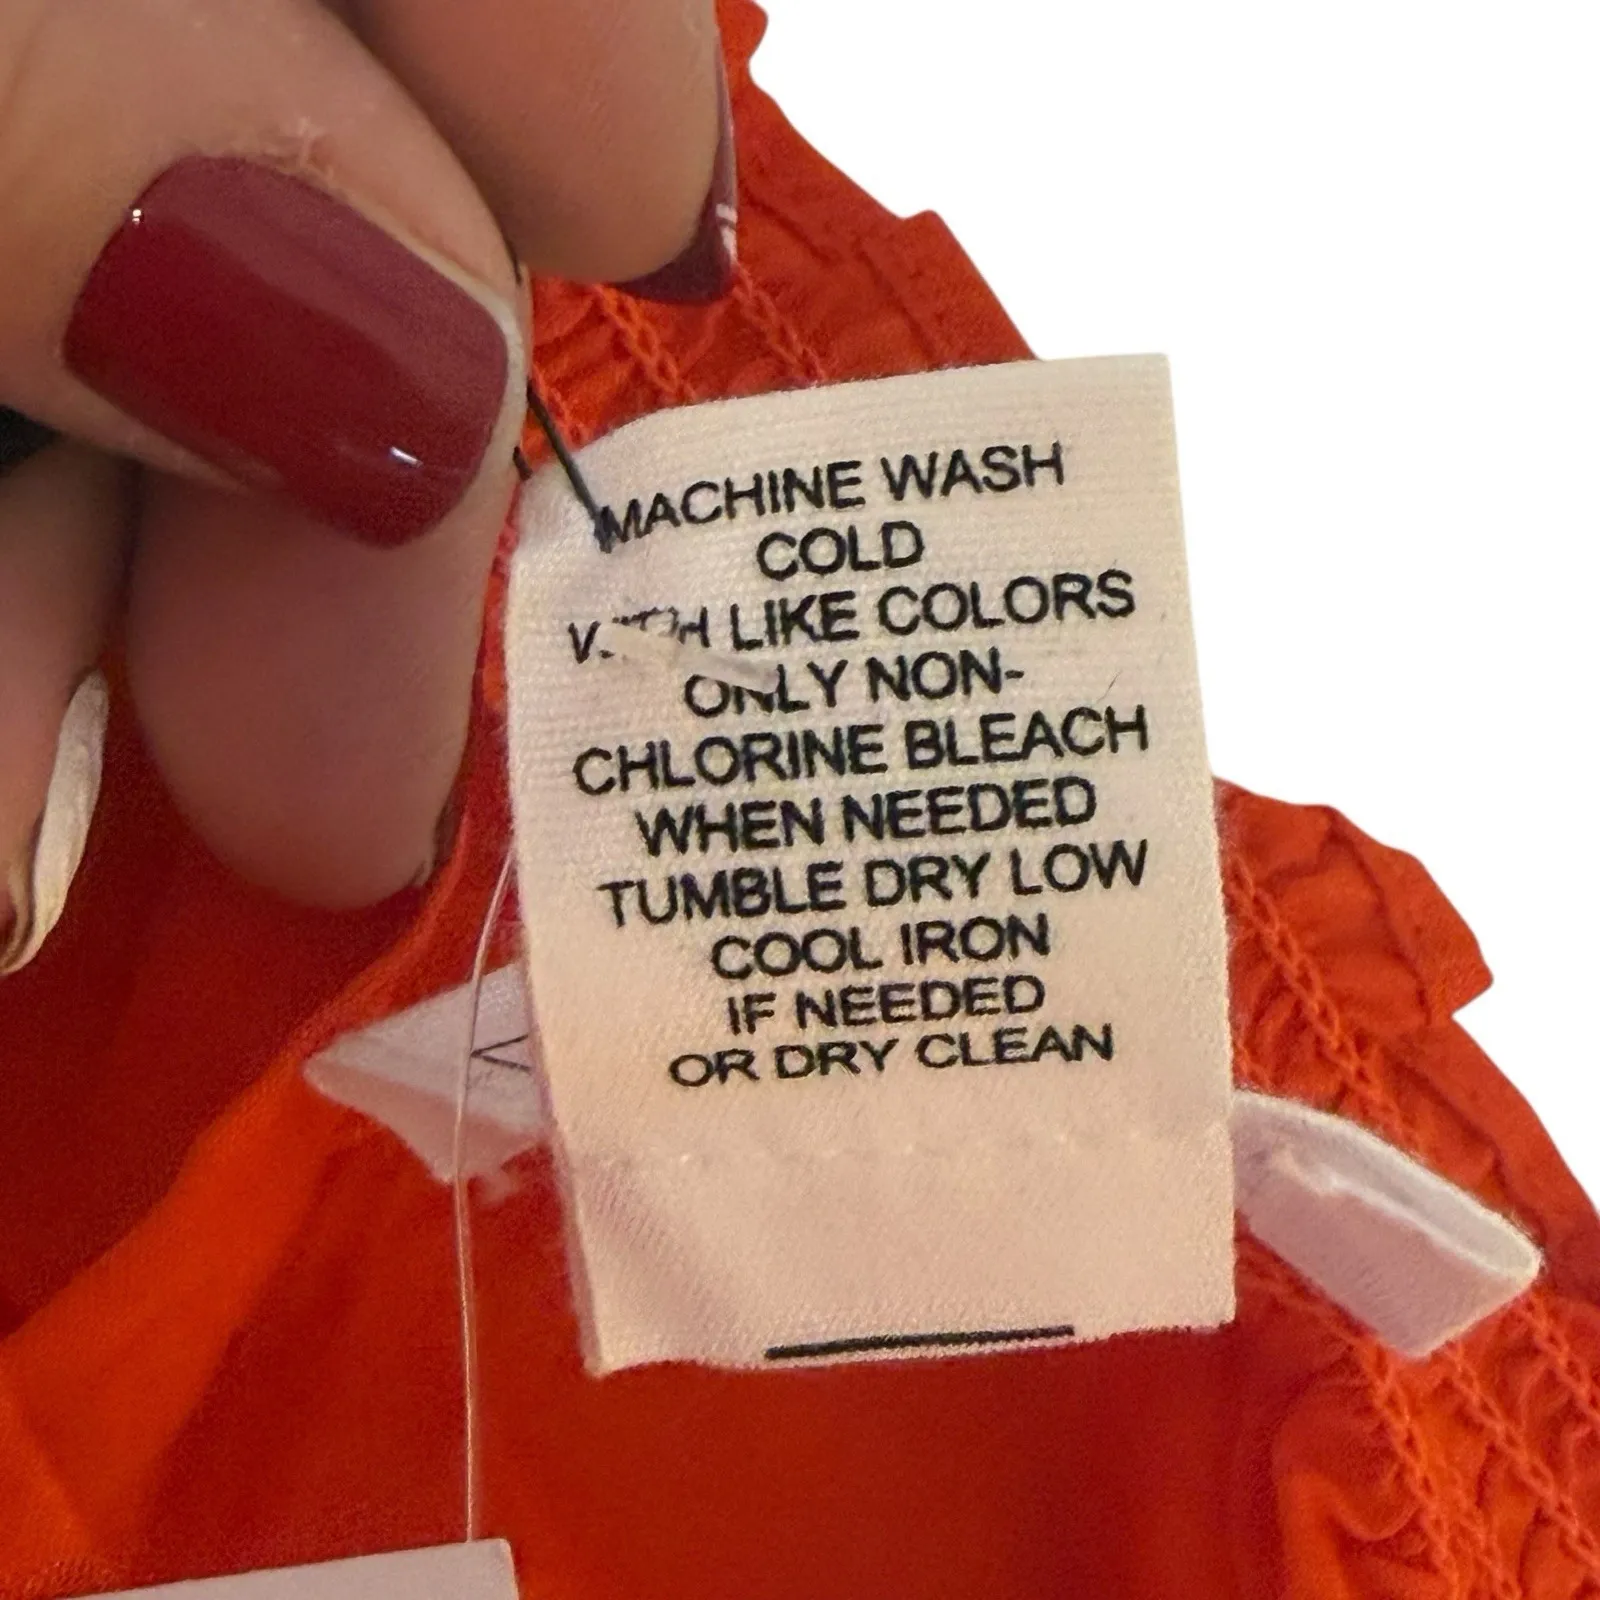 MACHINE WASH
COLD
WITH LIKE COLORS
ONLY NON-
CHLORINE BLEACH
WHEN NEEDED
TUMBLE DRY LOW
COOL IRON
IF NEEDED
OR DRY CLEAN